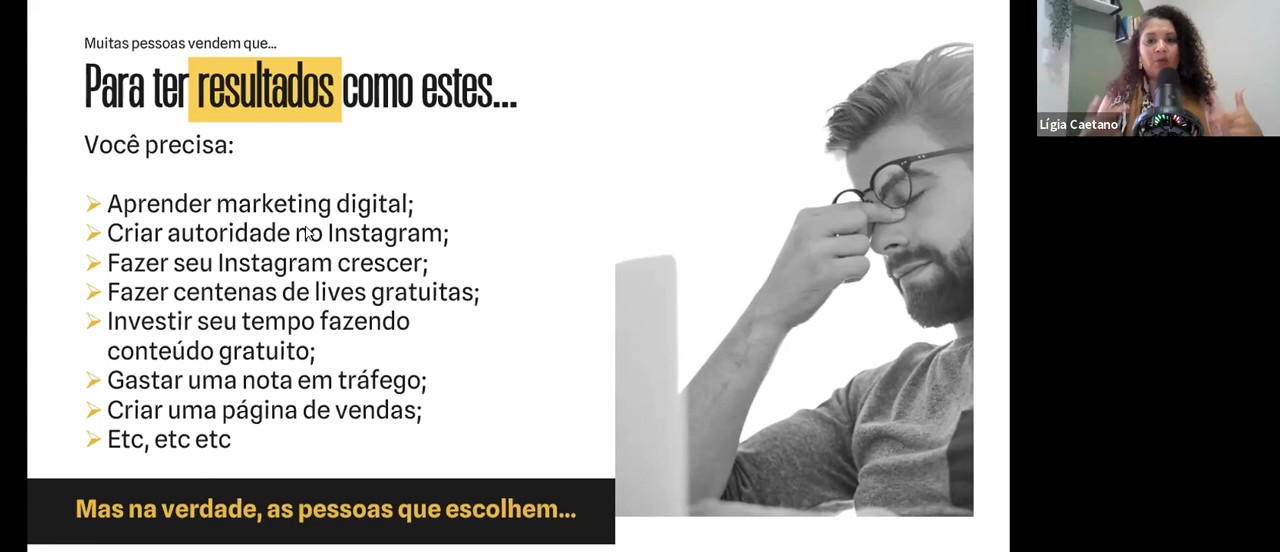 Muitas pessoas vendem que...
Para ter resultados como estes...
Você precisa:
➢ Aprender marketing digital;
➢ Criar autoridade no Instagram;
➢ Fazer seu Instagram crescer;
➢ Fazer centenas de lives gratuitas;
➢ Investir seu tempo fazendo
conteúdo gratuito;
➢ Gastar uma nota em tráfego;
➢ Criar uma página de vendas;
➢ Etc, etc etc
Mas na verdade, as pessoas que escolhem...
Lígia Caetano